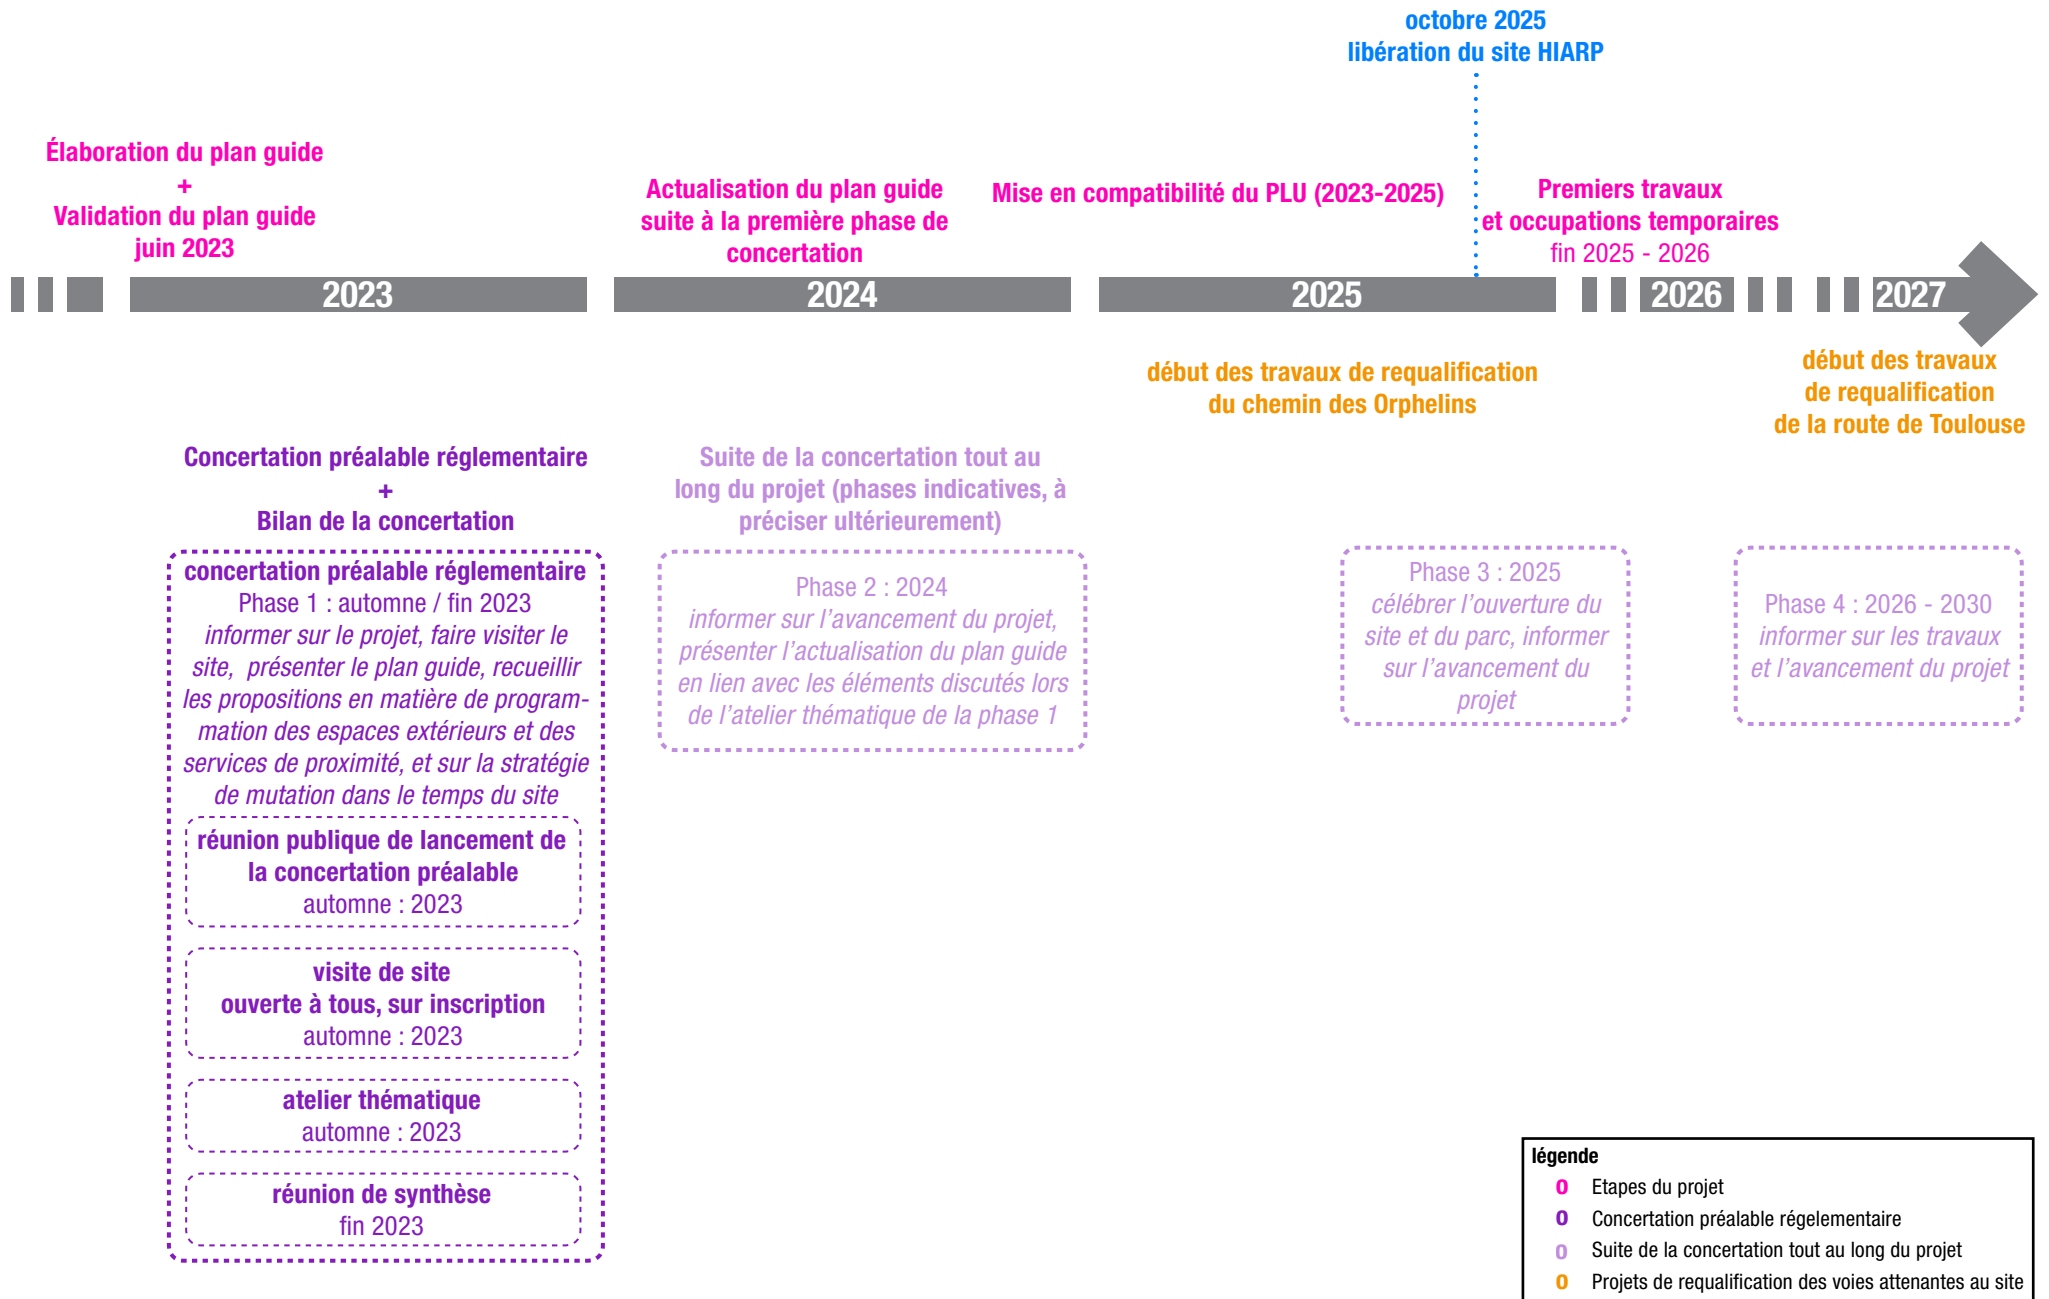 octobre 2025
libération du site HIARP
Élaboration du plan guide
+
Validation du plan guide
juin 2023
Actualisation du plan guide
suite à la première phase de
concertation
Mise en compatibilité du PLU (2023-2025)
Premiers travaux
et occupations temporaires
fin 2025 - 2026
2023
2024
2025
2026
2027
début des travaux de requalification
du chemin des Orphelins
début des travaux
de requalification
de la route de Toulouse
Concertation préalable réglementaire
+
Bilan de la concertation
concertation préalable réglementaire
Phase 1 : automne / fin 2023
informer sur le projet, faire visiter le
site, présenter le plan guide, recueillir
les propositions en matière de program-
mation des espaces extérieurs et des
services de proximité, et sur la stratégie
de mutation dans le temps du site
réunion publique de lancement de
la concertation préalable
automne : 2023
visite de site
ouverte à tous, sur inscription
automne : 2023
atelier thématique
automne : 2023
réunion de synthèse
fin 2023
Suite de la concertation tout au
long du projet (phases indicatives, à
préciser ultérieurement)
Phase 2 : 2024
informer sur l'avancement du projet,
présenter l'actualisation du plan guide
en lien avec les éléments discutés lors
de l'atelier thématique de la phase 1
Phase 3 : 2025
célébrer l'ouverture du
site et du parc, informer
sur l'avancement du
projet
Phase 4 : 2026 - 2030
informer sur les travaux
et l'avancement du projet
légende
0 Etapes du projet
0 Concertation préalable régelementaire
0 Suite de la concertation tout au long du projet
0 Projets de requalification des voies attenantes au site